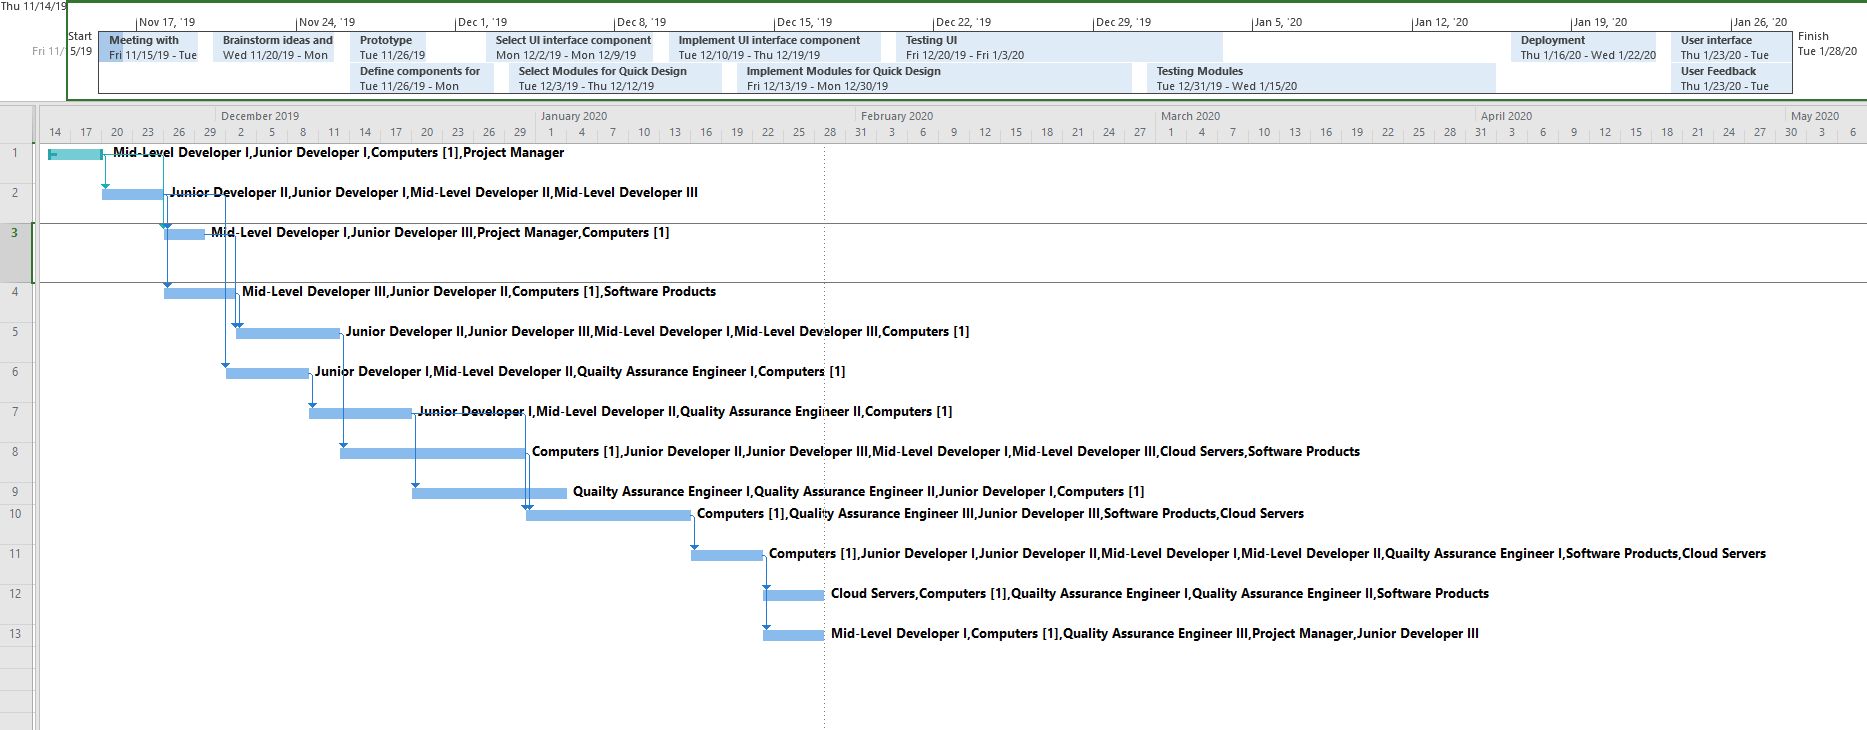 Thu 11/14/19
Nov 17, '19 Nov 24, '19 Dec 1, '19 Dec 8, '19 Dec 15, '19 Dec 22, '19 Dec 29, '19 Jan 5, '20 Jan 12, '20 Jan 19, '20 Jan 26, '20
Start Meeting with Brainstorm ideas and Prototype Select UI interface component Implement UI interface component Testing UI Deployment User interface Finish
Fri 11/15/19 Fri 11/15/19 - Tue Wed 11/20/19 - Mon Tue 11/26/19 Mon 12/2/19 - Mon 12/9/19 Tue 12/10/19 - Thu 12/19/19 Fri 12/20/19 - Fri 1/3/20 Thu 1/16/20 - Wed 1/22/20 Thu 1/23/20 - Tue Tue 1/28/20
Define components for Select Modules for Quick Design Implement Modules for Quick Design Testing Modules User Feedback
Tue 11/26/19 - Mon Tue 12/3/19 - Thu 12/12/19 Fri 12/13/19 - Mon 12/30/19 Tue 12/31/19 - Wed 1/15/20 Thu 1/23/20 - Tue
December 2019 January 2020 February 2020 March 2020 April 2020 May 2020
14 17 20 23 26 29 2 5 8 11 14 17 20 23 26 29 1 4 7 10 13 16 19 22 25 28 31 3 6 9 12 15 18 21 24 27 1 4 7 10 13 16 19 22 25 28 31 3 6 9 12 15 18 21 24 27 30 3 6
1 Mid-Level Developer I,Junior Developer I,Computers [1],Project Manager
2 Junior Developer II,Junior Developer I,Mid-Level Developer II,Mid-Level Developer III
3 Mid-Level Developer I,Junior Developer III,Project Manager,Computers [1]
4 Mid-Level Developer III,Junior Developer II,Computers [1],Software Products
5 Junior Developer II,Junior Developer III,Mid-Level Developer I,Mid-Level Developer III,Computers [1]
6 Junior Developer I,Mid-Level Developer II,Quailty Assurance Engineer I,Computers [1]
7 Junior Developer I,Mid-Level Developer II,Quality Assurance Engineer II,Computers [1]
8 Computers [1],Junior Developer II,Junior Developer III,Mid-Level Developer I,Mid-Level Developer III,Cloud Servers,Software Products
9 Quailty Assurance Engineer I,Quality Assurance Engineer II,Junior Developer I,Computers [1]
10 Computers [1],Quality Assurance Engineer III,Junior Developer III,Software Products,Cloud Servers
11 Computers [1],Junior Developer I,Junior Developer II,Mid-Level Developer I,Mid-Level Developer II,Quailty Assurance Engineer I,Software Products,Cloud Servers
12 Cloud Servers,Computers [1],Quailty Assurance Engineer I,Quality Assurance Engineer II,Software Products
13 Mid-Level Developer I,Computers [1],Quality Assurance Engineer III,Project Manager,Junior Developer III